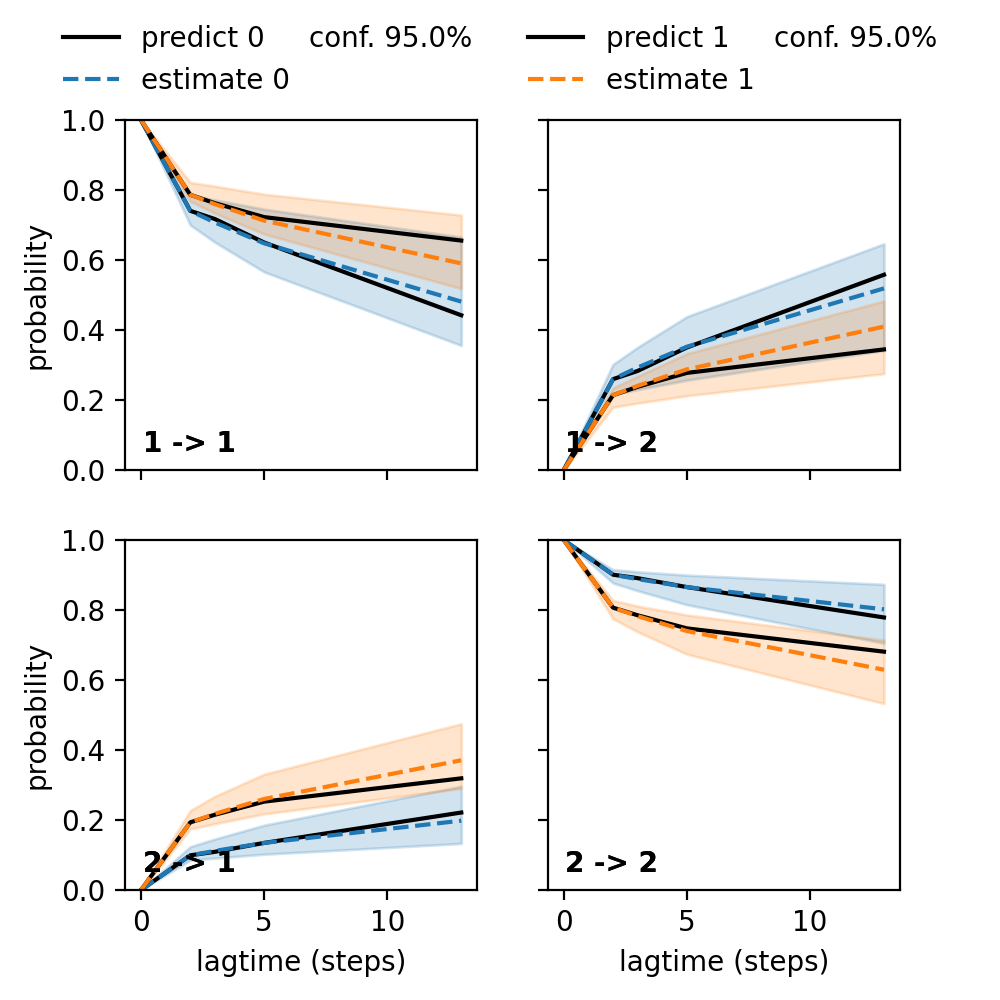 predict 0 conf. 95.0% predict 1 conf. 95.0%
estimate 0 estimate 1
1.0
0.8
0.6
0.4
0.2
0.0
probability
1 -> 1
1 -> 2
1.0
0.8
0.6
0.4
0.2
0.0
probability
2 -> 1
2 -> 2
0 5 10
0 5 10
lagtime (steps)
lagtime (steps)